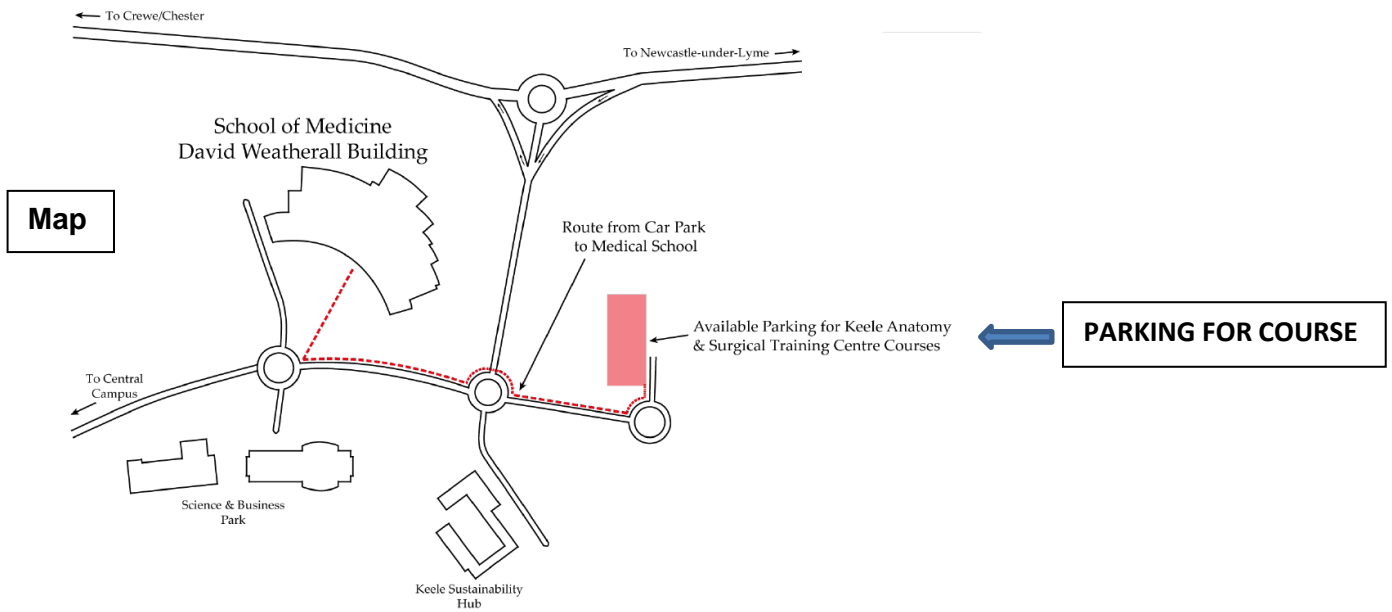 To Crewe/Chester
To Newcastle-under-Lyme
School of Medicine
David Weatherall Building
Map
Route from Car Park
to Medical School
Available Parking for Keele Anatomy
& Surgical Training Centre Courses
PARKING FOR COURSE
To Central
Campus
Science & Business
Park
Keele Sustainability
Hub